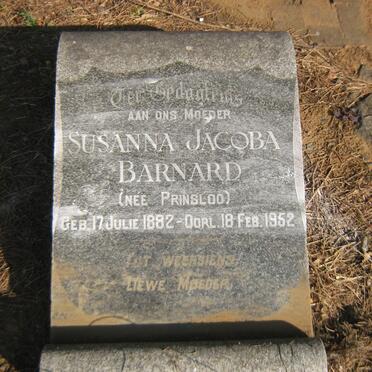 Ter Gedagtenis
AAN ONS MOEDER
SUSANNA JACOBA
BARNARD
(NEE PRINSLOO)
GEB. 17 JULIE 1882 - OORL. 18 FEB. 1952
TOT WEERSIENS
LIEWE MOEDER